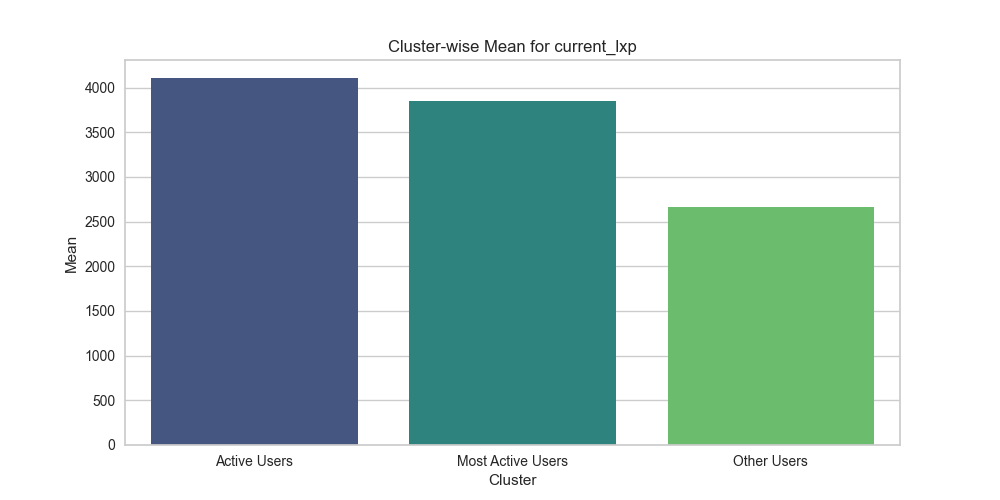 Cluster-wise Mean for current_lxp
4000
3500
3000
2500
2000
1500
1000
500
0
Mean
Active Users
Most Active Users
Other Users
Cluster